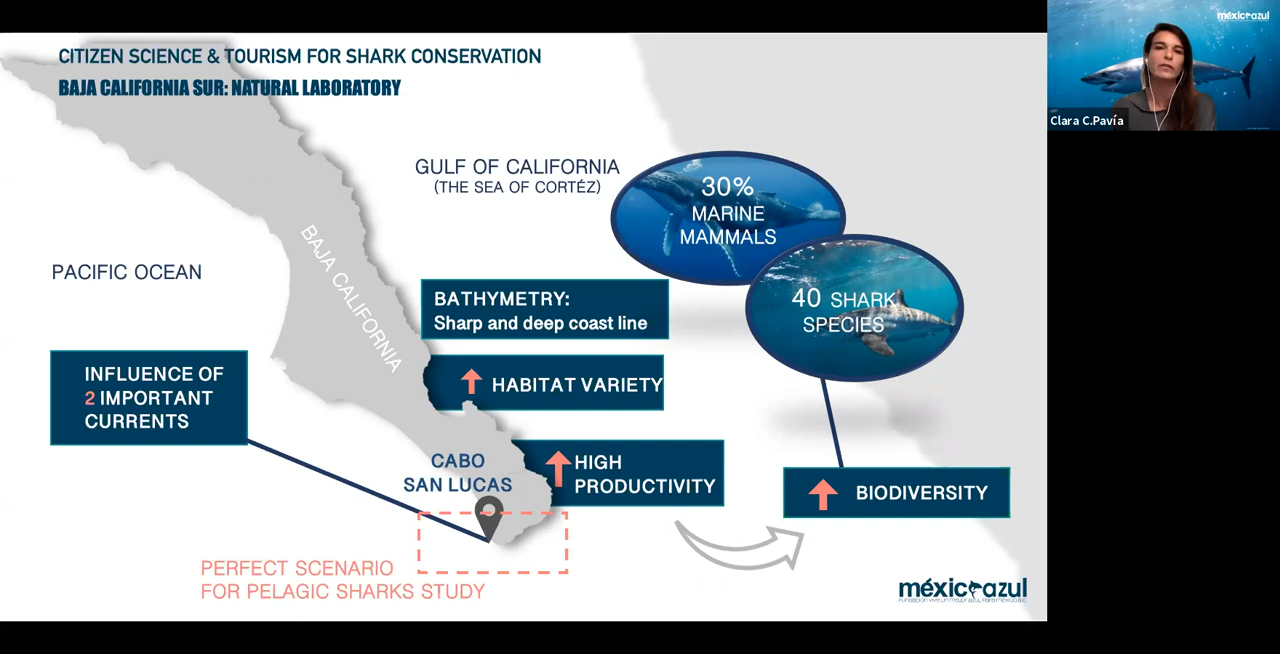 CITIZEN SCIENCE & TOURISM FOR SHARK CONSERVATION
BAJA CALIFORNIA SUR: NATURAL LABORATORY
GULF OF CALIFORNIA
(THE SEA OF CORTÉZ)
30%
MARINE
MAMMALS
40 SHARK
SPECIES
PACIFIC OCEAN
BAJA CALIFORNIA
BATHYMETRY:
Sharp and deep coast line
HABITAT VARIETY
INFLUENCE OF
2 IMPORTANT
CURRENTS
CABO
SAN LUCAS
HIGH
PRODUCTIVITY
BIODIVERSITY
PERFECT SCENARIO
FOR PELAGIC SHARKS STUDY
méxicoazul
méxicoazul
Clara C.Pavía